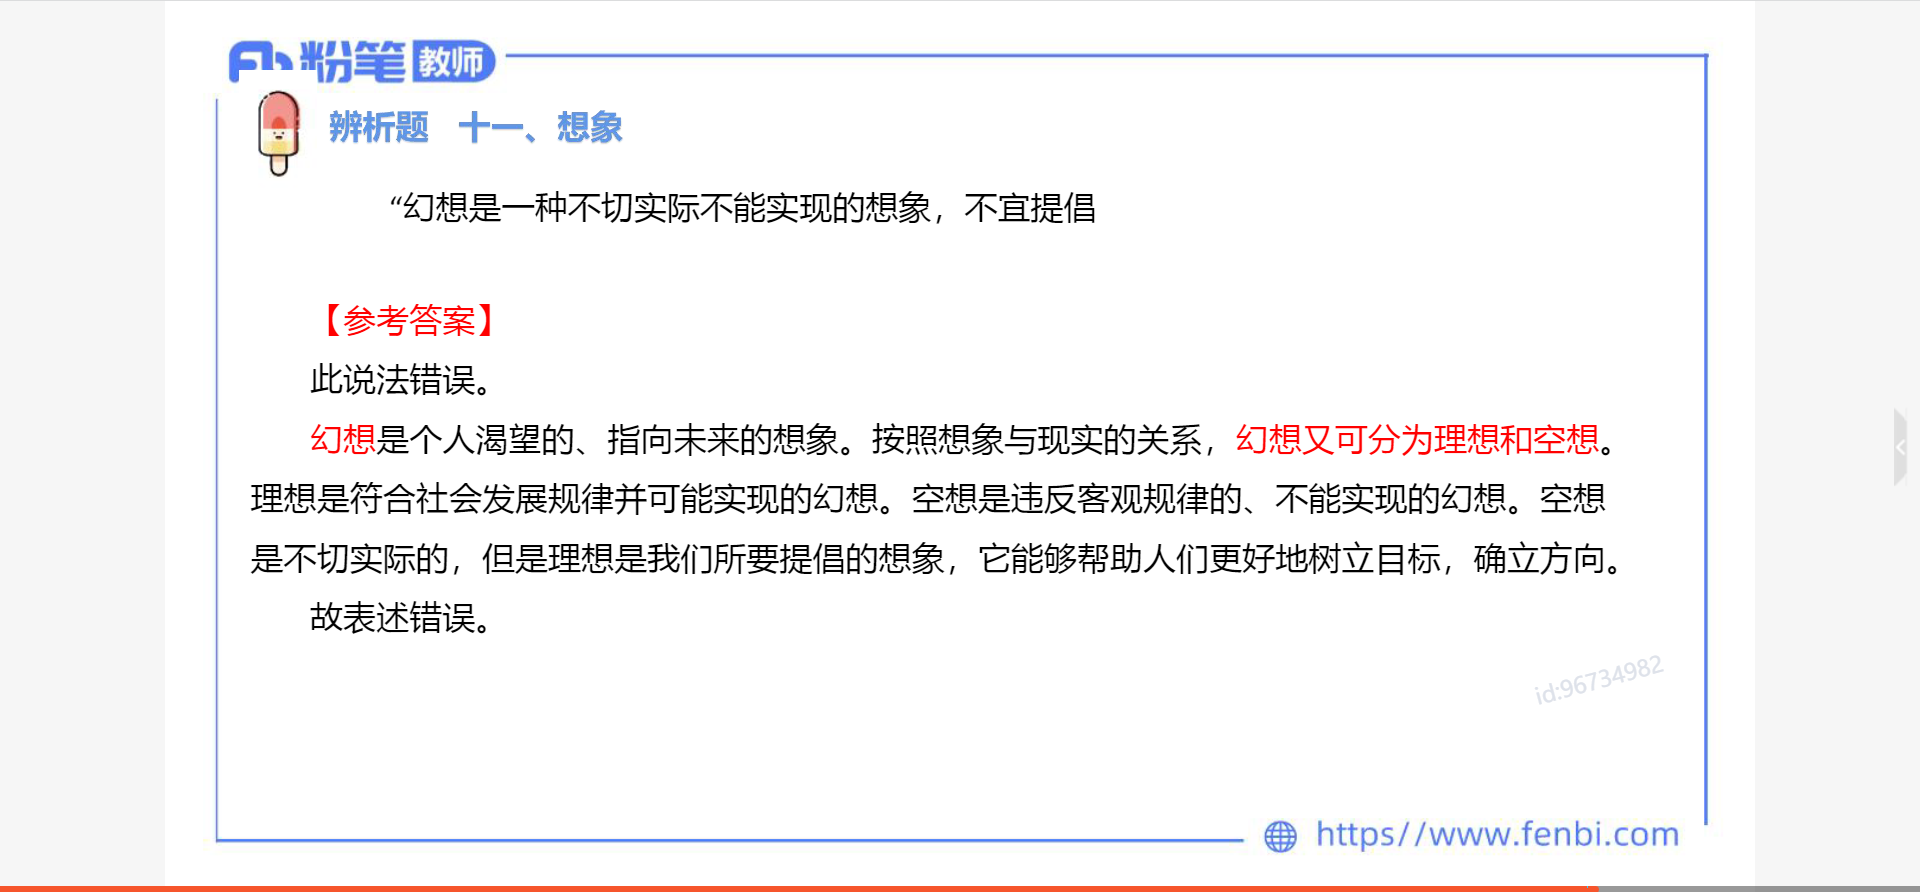 粉笔教师
辨析题 十一、想象
“幻想是一种不切实际不能实现的想象，不宜提倡
【参考答案】
此说法错误。
幻想是个人渴望的、指向未来的想象。按照想象与现实的关系，幻想又可分为理想和空想。
理想是符合社会发展规律并可能实现的幻想。空想是违反客观规律的、不能实现的幻想。空想
是不切实际的，但是理想是我们所要提倡的想象，它能够帮助人们更好地树立目标，确立方向。
故表述错误。
id:96734982
https//www.fenbi.com